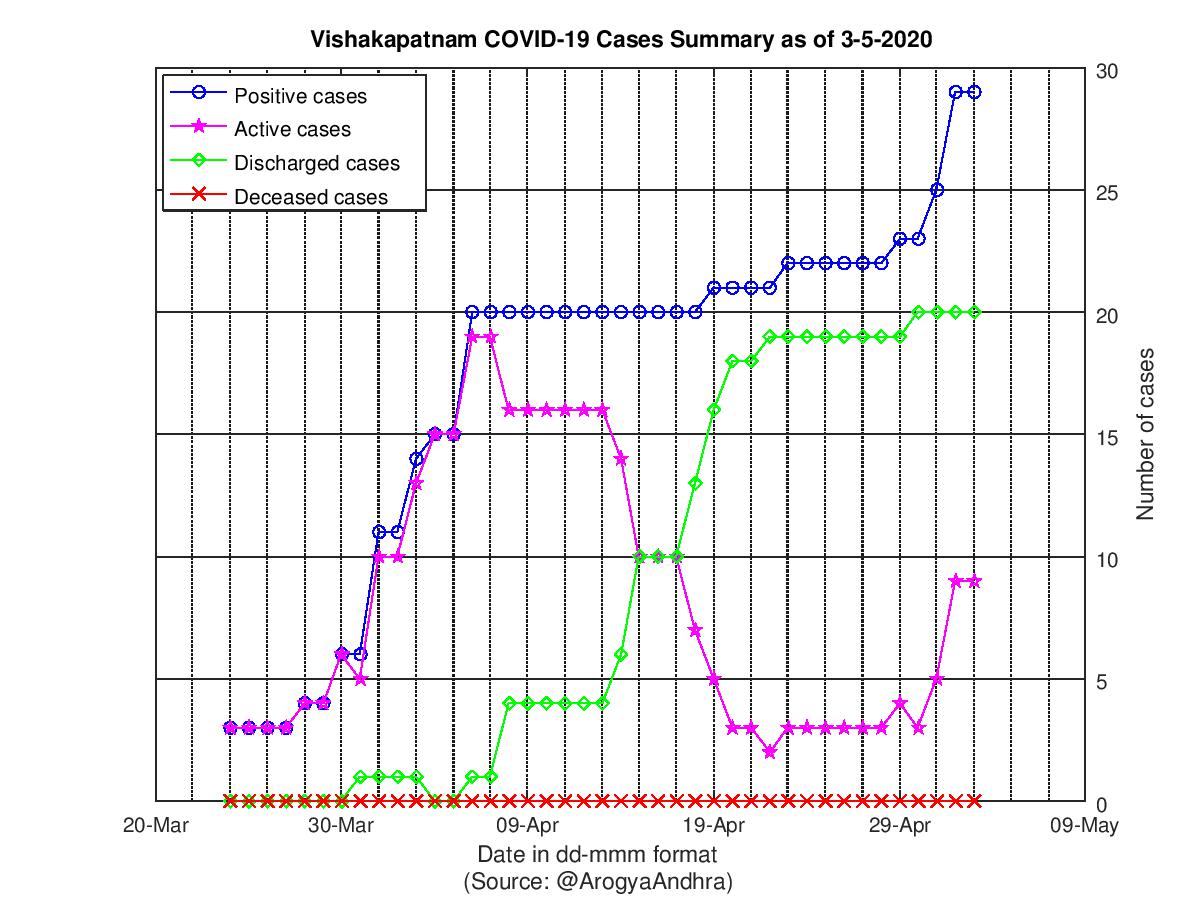 Vishakapatnam COVID-19 Cases Summary as of 3-5-2020
Positive cases
Active cases
Discharged cases
Deceased cases
30
25
20
15
10
5
0
Number of cases
20-Mar 30-Mar 09-Apr 19-Apr 29-Apr 09-May
Date in dd-mmm format
(Source: @ArogyaAndhra)